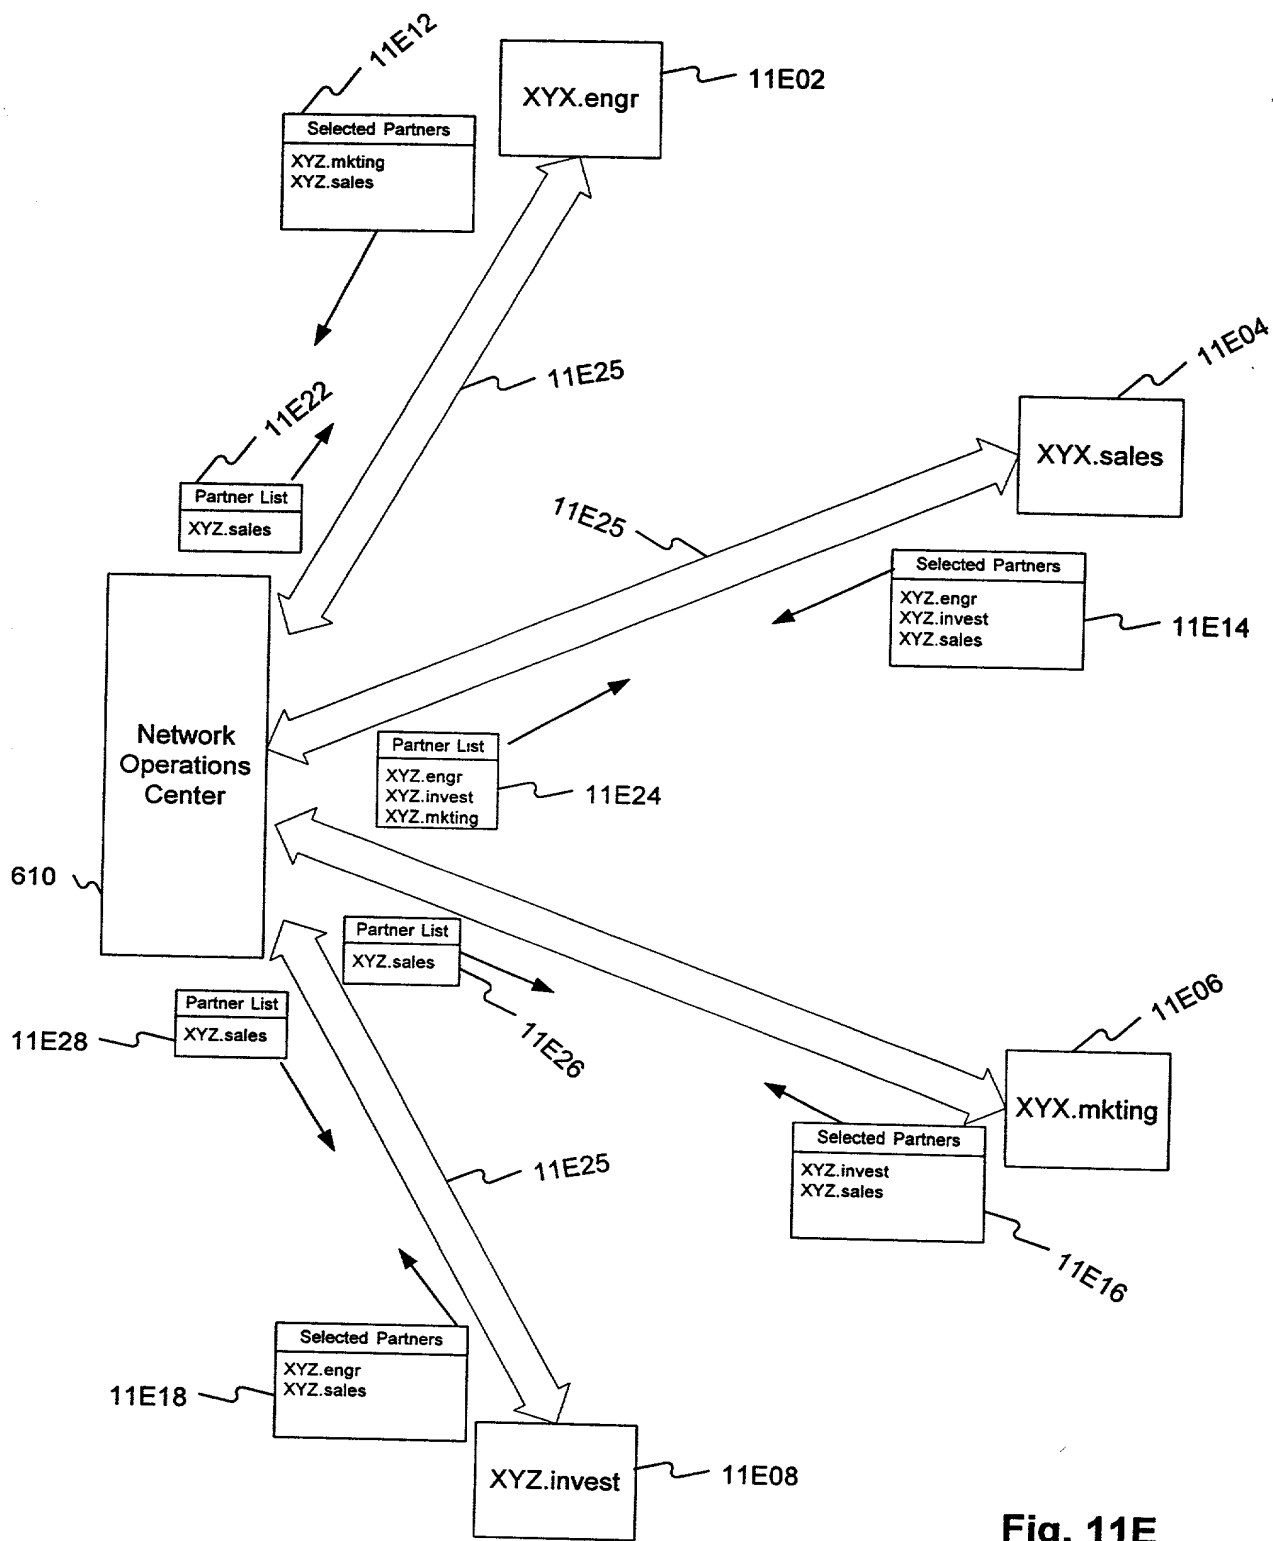 11E12
XYX.engr
11E02
Selected Partners
XYZ.mkting
XYZ.sales
11E25
11E04
11E22
XYX.sales
Partner List
XYZ.sales
11E25
Selected Partners
XYZ.engr
XYZ.invest
XYZ.sales
11E14
Network
Operations
Center
Partner List
XYZ.engr
XYZ.invest
XYZ.mkting
11E24
610
Partner List
XYZ.sales
11E26
Partner List
XYZ.sales
11E28
11E06
XYX.mkting
Selected Partners
XYZ.invest
XYZ.sales
11E16
11E25
Selected Partners
XYZ.engr
XYZ.sales
11E18
XYZ.invest
11E08
Fig. 11E